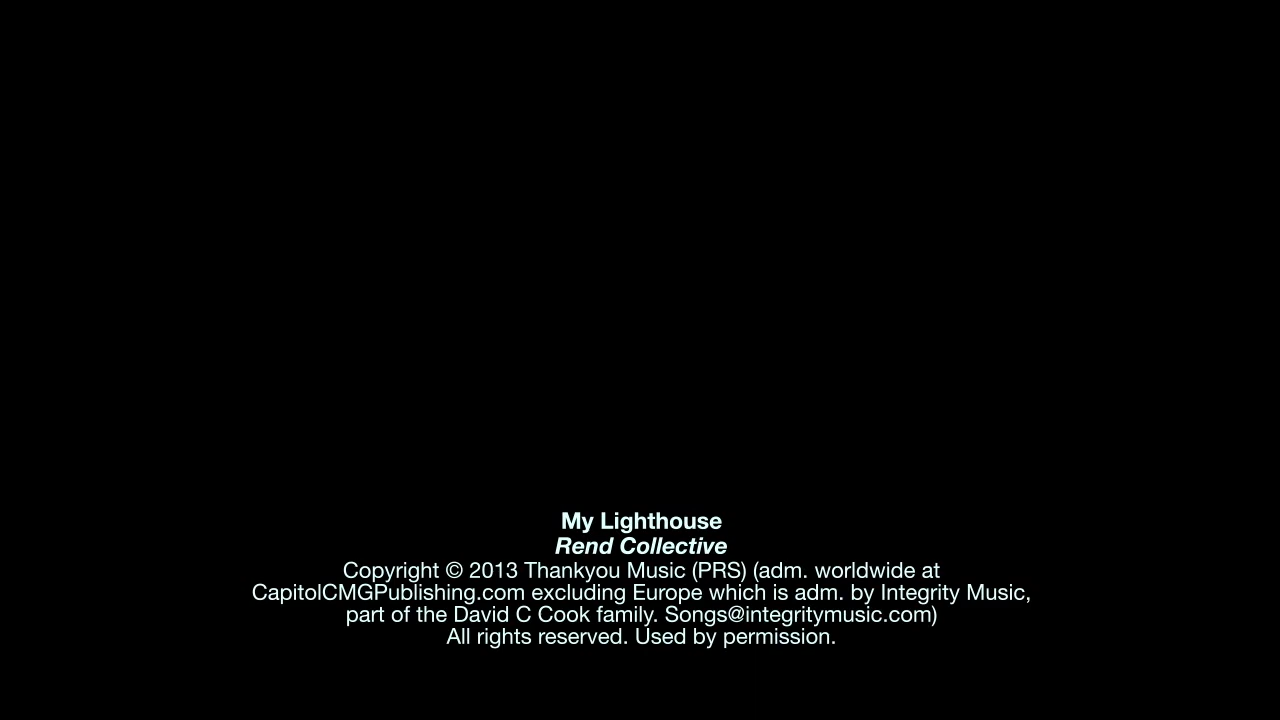 My Lighthouse
Rend Collective
Copyright © 2013 Thankyou Music (PRS) (adm. worldwide at
CapitolCMGPublishing.com excluding Europe which is adm. by Integrity Music,
part of the David C Cook family. Songs@integritymusic.com)
All rights reserved. Used by permission.